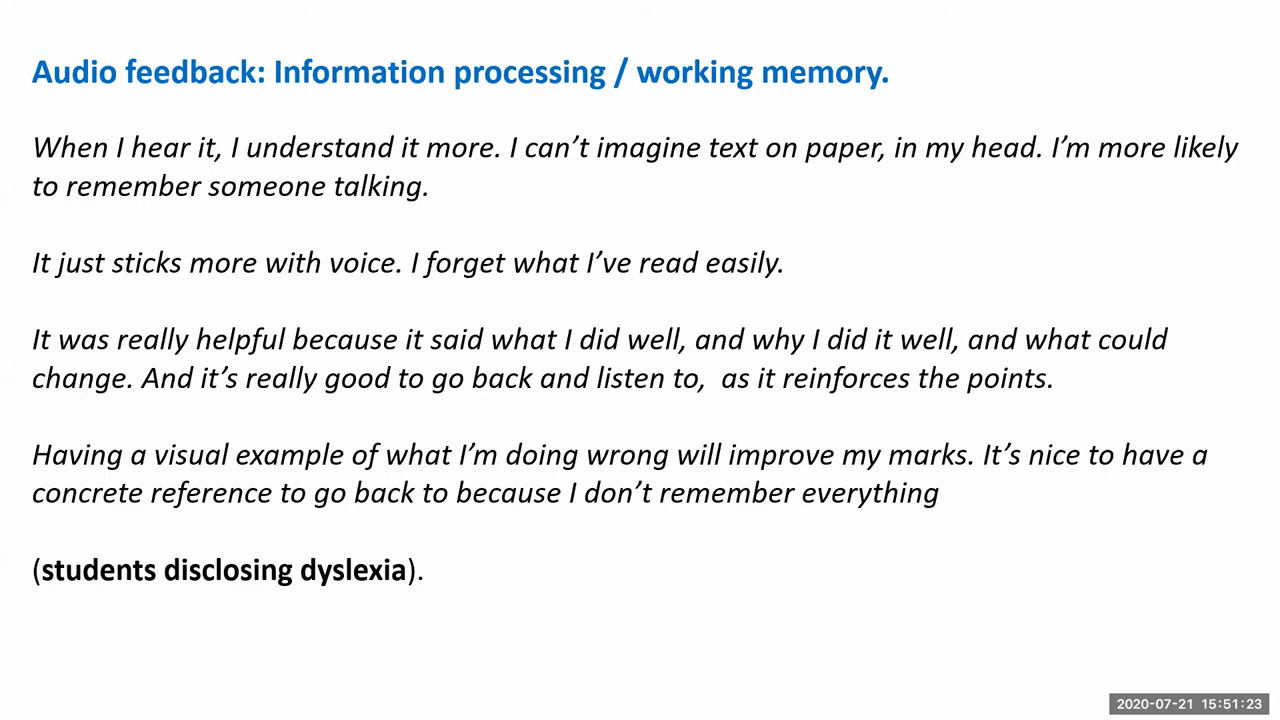 Audio feedback: Information processing / working memory.
When I hear it, I understand it more. I can’t imagine text on paper, in my head. I’m more likely
to remember someone talking.
It just sticks more with voice. I forget what I’ve read easily.
It was really helpful because it said what I did well, and why I did it well, and what could
change. And it’s really good to go back and listen to,  as it reinforces the points.
Having a visual example of what I’m doing wrong will improve my marks. It’s nice to have a
concrete reference to go back to because I don’t remember everything
(students disclosing dyslexia).
2020-07-21 15:51:23